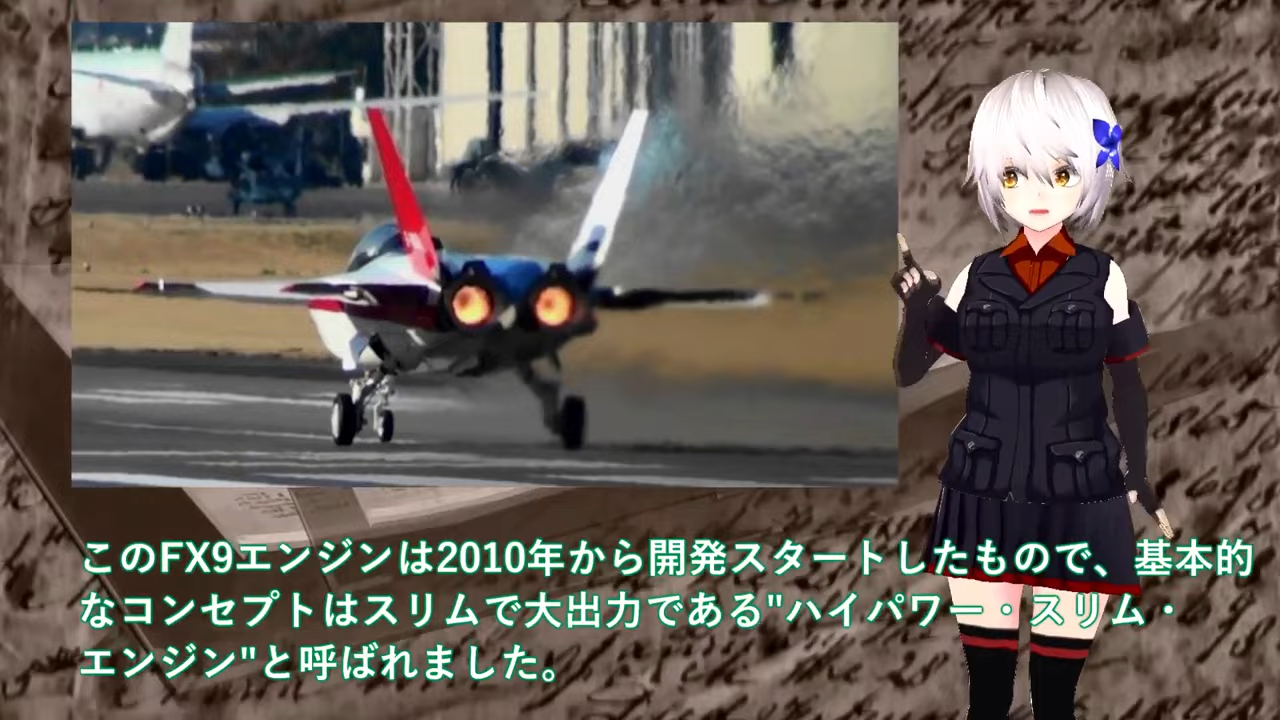 このFX9エンジンは2010年から開発スタートしたもので、基本的
なコンセプトはスリムで大出力である"ハイパワー・スリム・
エンジン"と呼ばれました。